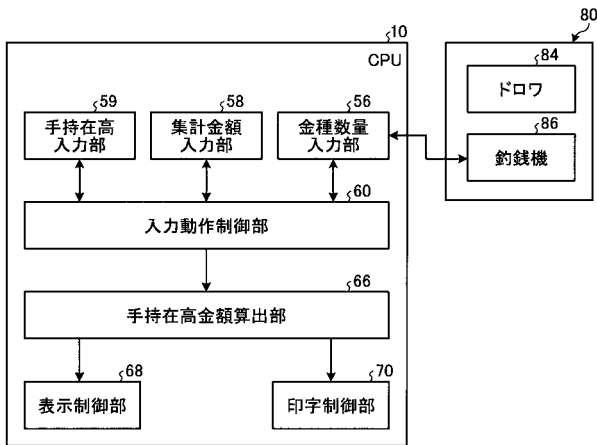 10
CPU
80
84
ドロワ
86
釣銭機
59
手持在高
入力部
58
集計金額
入力部
56
金種数量
入力部
60
入力動作制御部
66
手持在高金額算出部
68
表示制御部
70
印字制御部